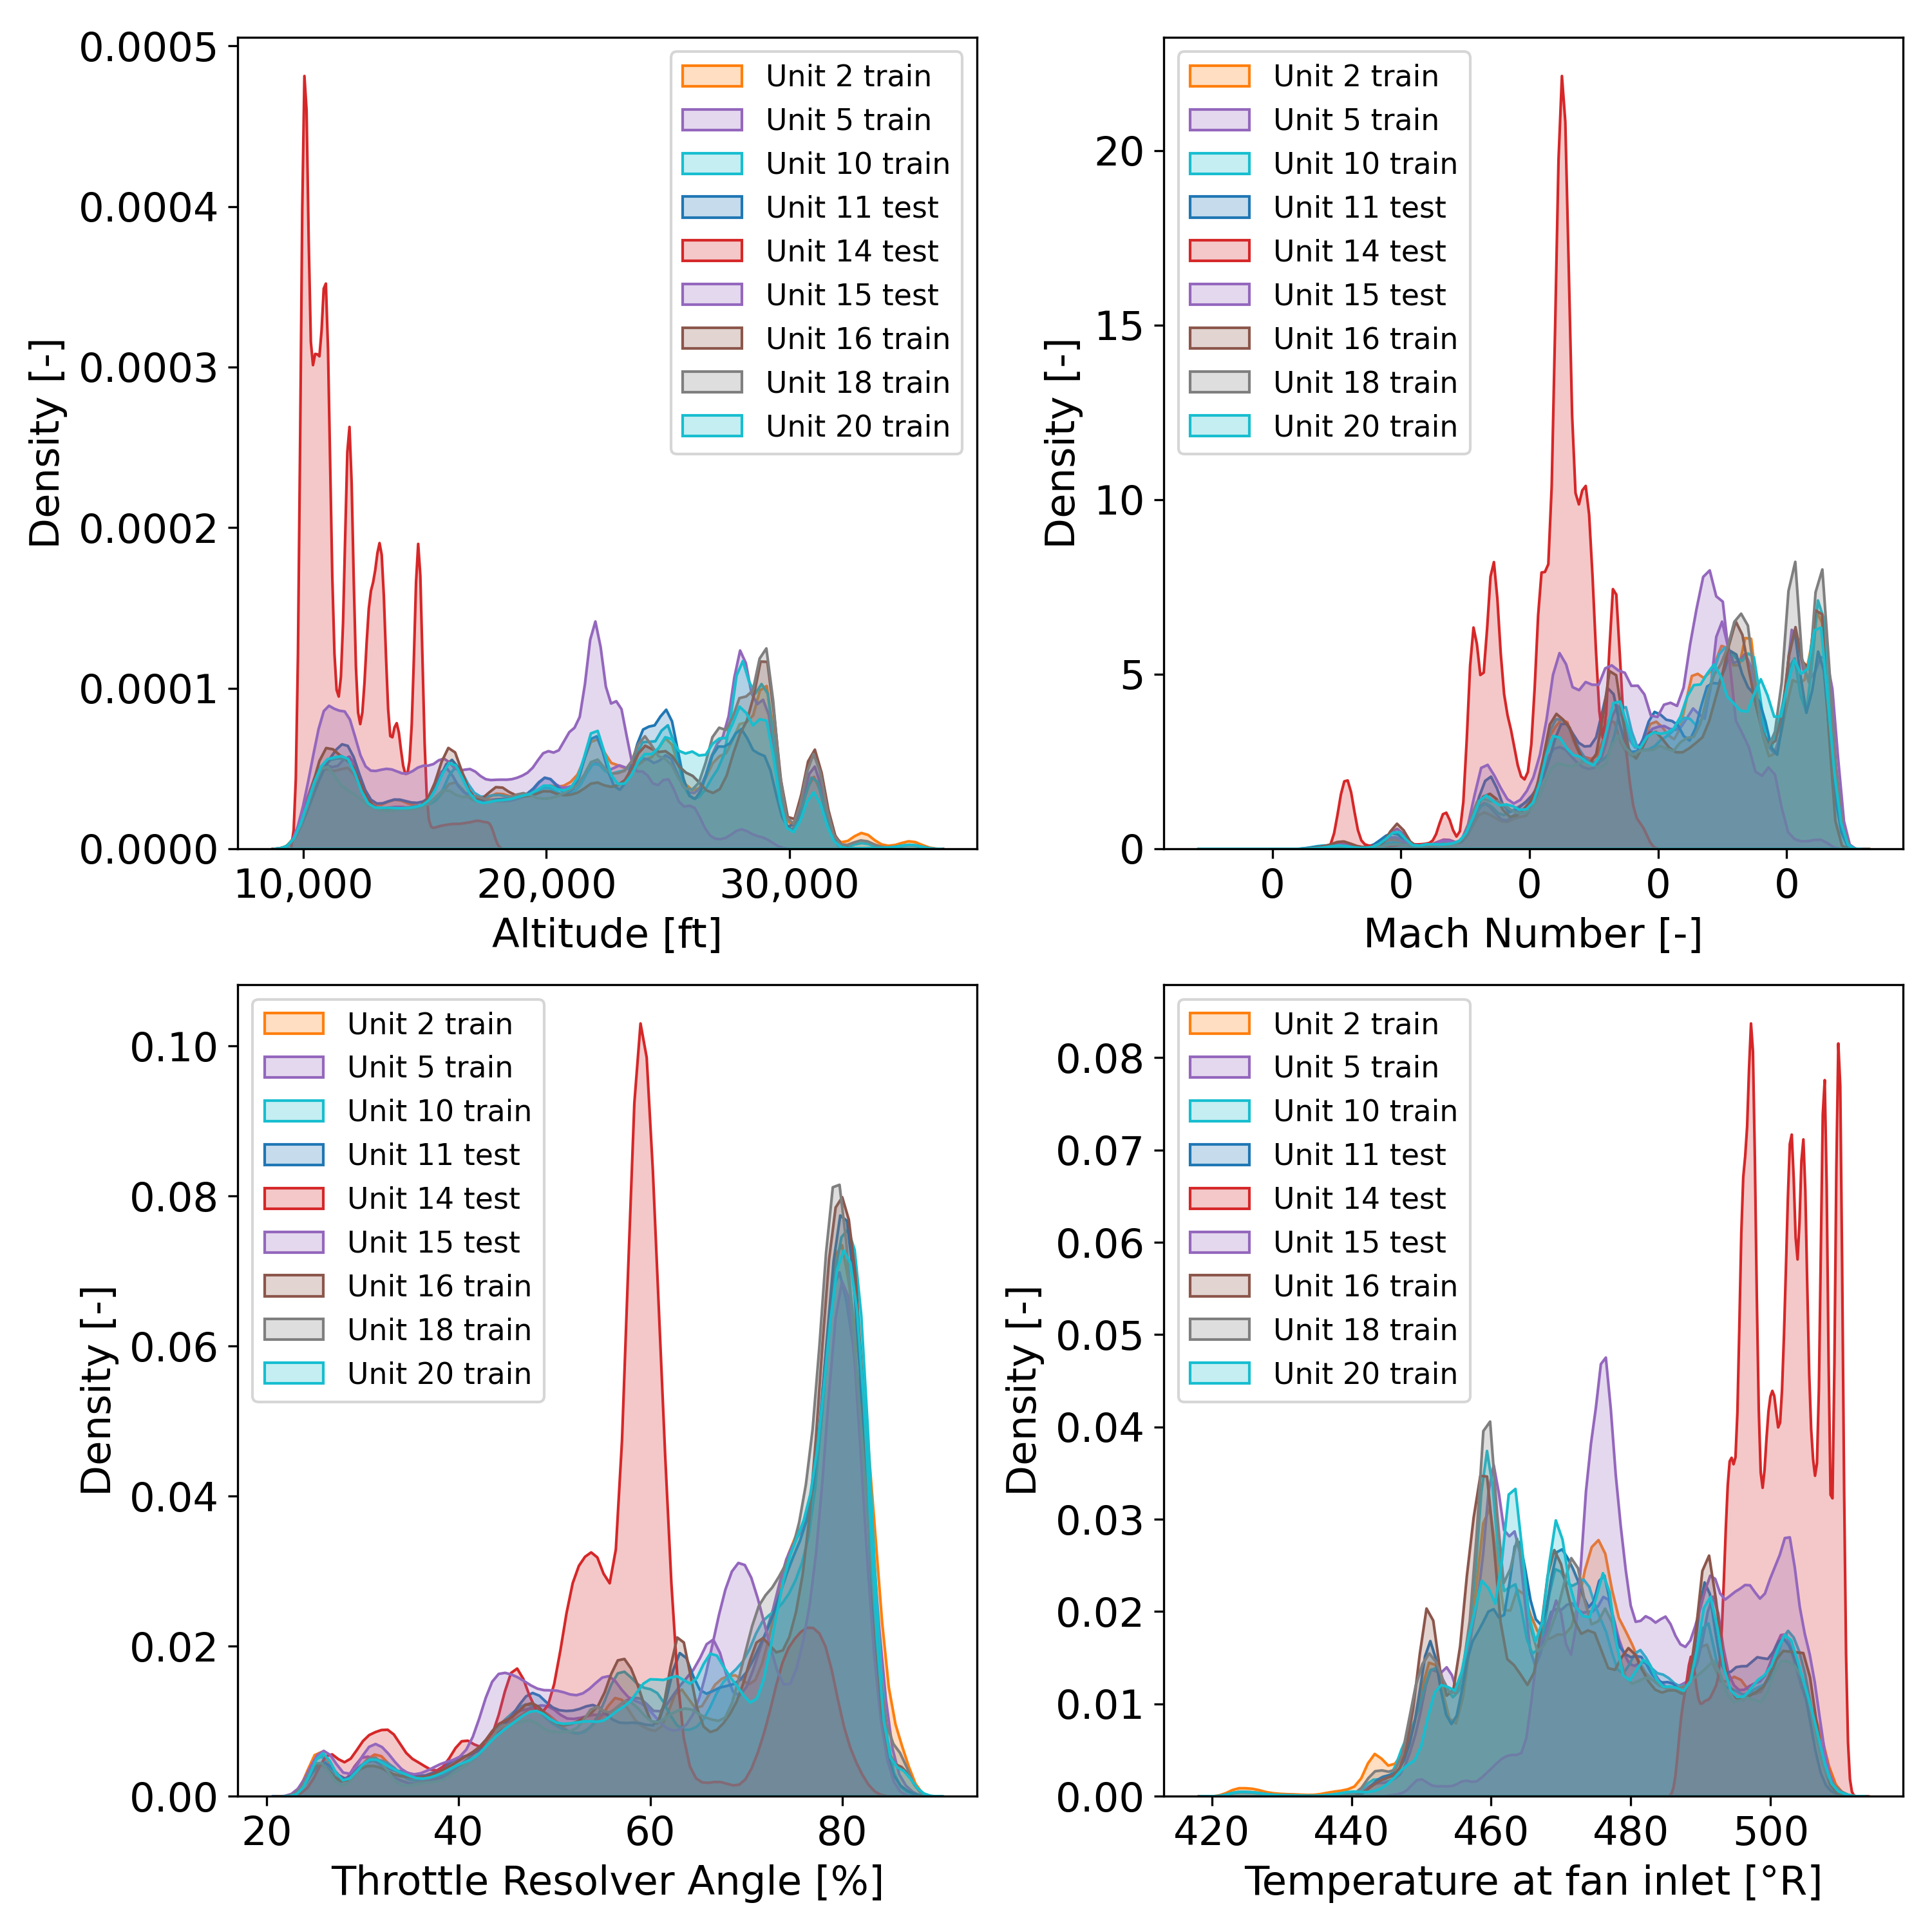 0.0005
0.0004
0.0003
0.0002
0.0001
0.0000
Density [-]
10,000 20,000 30,000
Altitude [ft]
Unit 2 train
Unit 5 train
Unit 10 train
Unit 11 test
Unit 14 test
Unit 15 test
Unit 16 train
Unit 18 train
Unit 20 train
20
15
10
5
0
Density [-]
0 0 0 0 0
Mach Number [-]
Unit 2 train
Unit 5 train
Unit 10 train
Unit 11 test
Unit 14 test
Unit 15 test
Unit 16 train
Unit 18 train
Unit 20 train
0.10
0.08
0.06
0.04
0.02
0.00
Density [-]
20 40 60 80
Throttle Resolver Angle [%]
Unit 2 train
Unit 5 train
Unit 10 train
Unit 11 test
Unit 14 test
Unit 15 test
Unit 16 train
Unit 18 train
Unit 20 train
0.08
0.07
0.06
0.05
0.04
0.03
0.02
0.01
0.00
Density [-]
420 440 460 480 500
Temperature at fan inlet [°R]
Unit 2 train
Unit 5 train
Unit 10 train
Unit 11 test
Unit 14 test
Unit 15 test
Unit 16 train
Unit 18 train
Unit 20 train